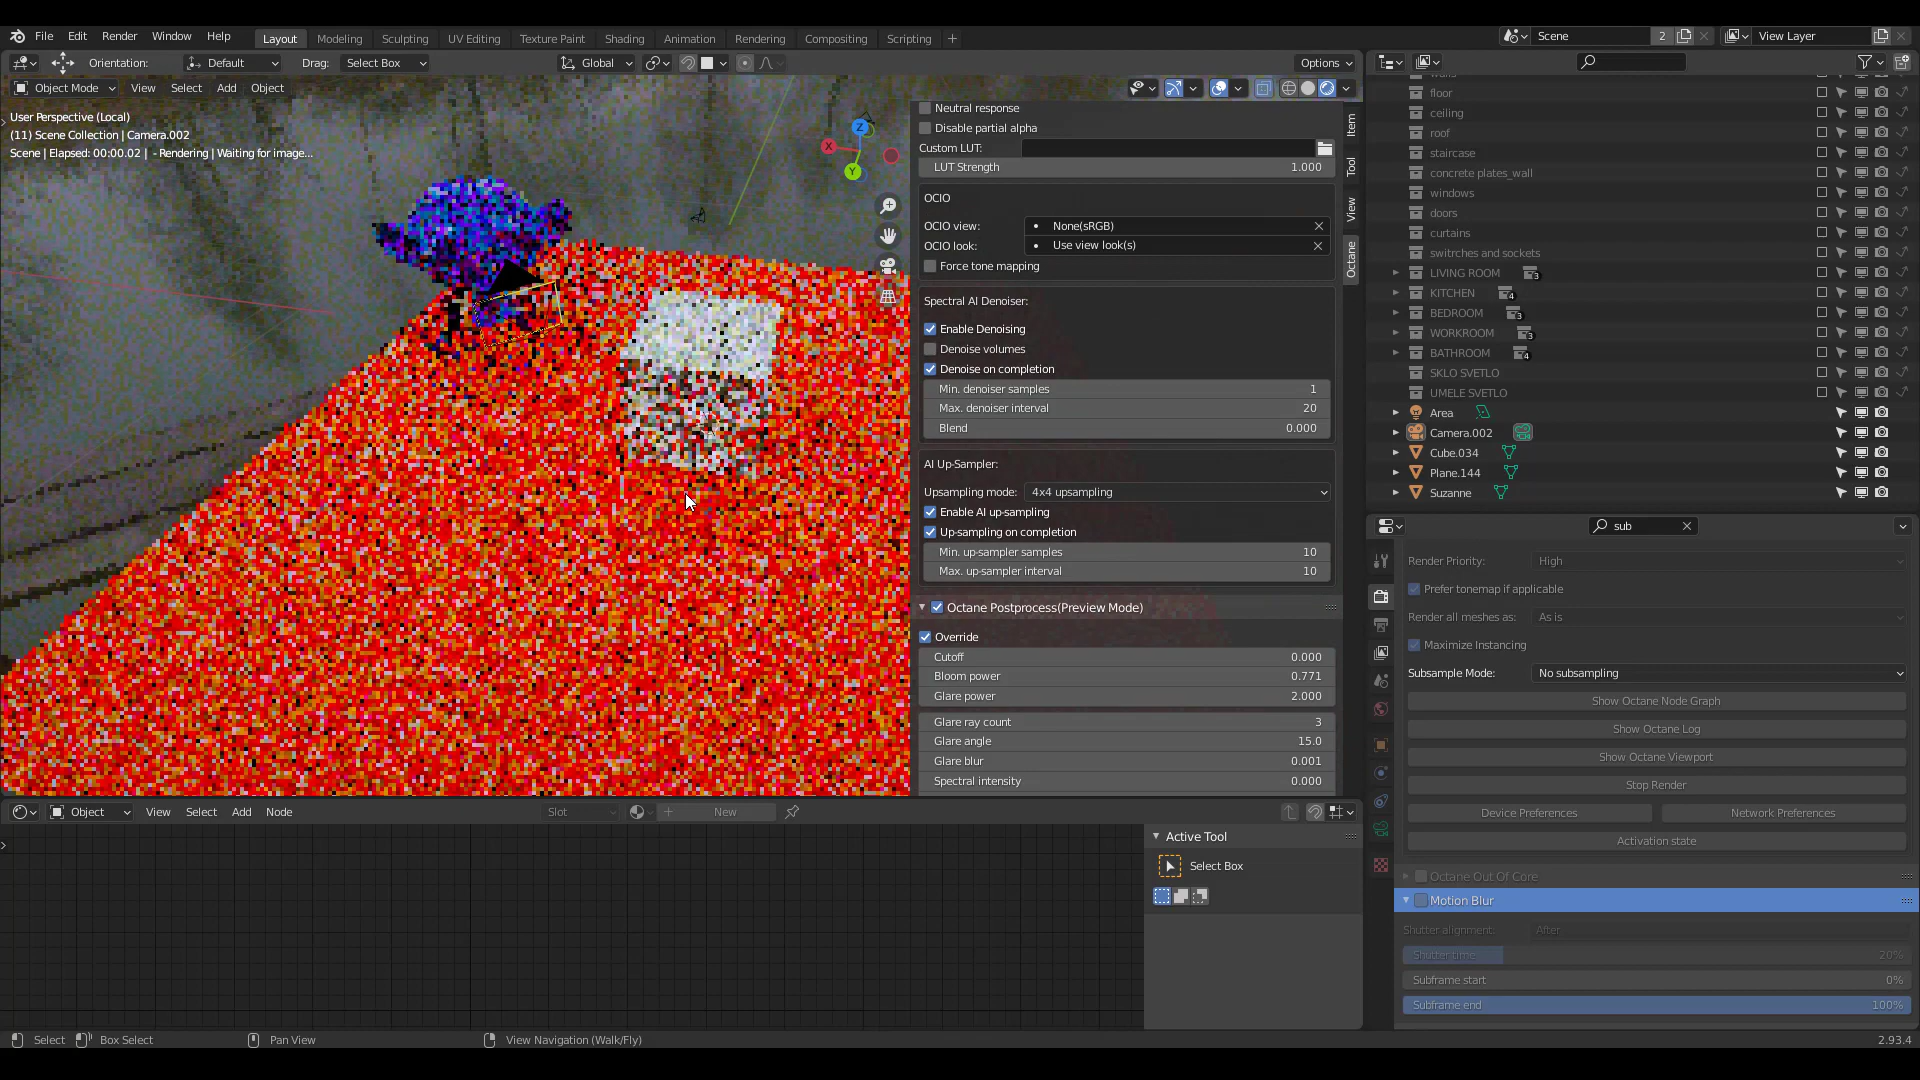 File Edit Render Window Help Layout Modeling Sculpting UV Editing Texture Paint Shading Animation Rendering Compositing Scripting + Scene 2 View Layer
Orientation: Default Drag: Select Box Global Options
Object Mode View Select Add Object
User Perspective (Local)
(11) Scene Collection | Camera.002
Scene | Elapsed: 00:00.02 | - Rendering | Waiting for image...
Z
X
Y
Neutral response
Disable partial alpha
Custom LUT:
LUT Strength 1.000
OCIO
OCIO view: None(sRGB)
OCIO look: Use view look(s)
Force tone mapping
Spectral AI Denoiser:
Enable Denoising
Denoise volumes
Denoise on completion
Min. denoiser samples 1
Max. denoiser interval 20
Blend 0.000
AI Up-Sampler:
Upsampling mode: 4x4 upsampling
Enable AI up-sampling
Up-sampling on completion
Min. up-sampler samples 10
Max. up-sampler interval 10
Octane Postprocess(Preview Mode)
Override
Cutoff 0.000
Bloom power 0.771
Glare power 2.000
Glare ray count 3
Glare angle 15.0
Glare blur 0.001
Spectral intensity 0.000
Item
Tool
View
Octane
walls
floor
ceiling
roof
staircase
concrete plates_wall
windows
doors
curtains
switrches and sockets
LIVING ROOM 3
KITCHEN 4
BEDROOM 3
WORKROOM 3
BATHROOM 4
SKLO SVETLO
UMELE SVETLO
Area
Camera.002
Cube.034
Plane.144
Suzanne
sub
Render Priority: High
Prefer tonemap if applicable
Render all meshes as: As is
Maximize Instancing
Subsample Mode: No subsampling
Show Octane Node Graph
Show Octane Log
Show Octane Viewport
Stop Render
Device Preferences Network Preferences
Activation state
Octane Out Of Core
Motion Blur
Shutter alignment: After
Shutter time 20%
Subframe start 0%
Subframe end 100%
Object View Select Add Node Slot New
Active Tool
Select Box
Select Box Select Pan View View Navigation (Walk/Fly) 2.93.4